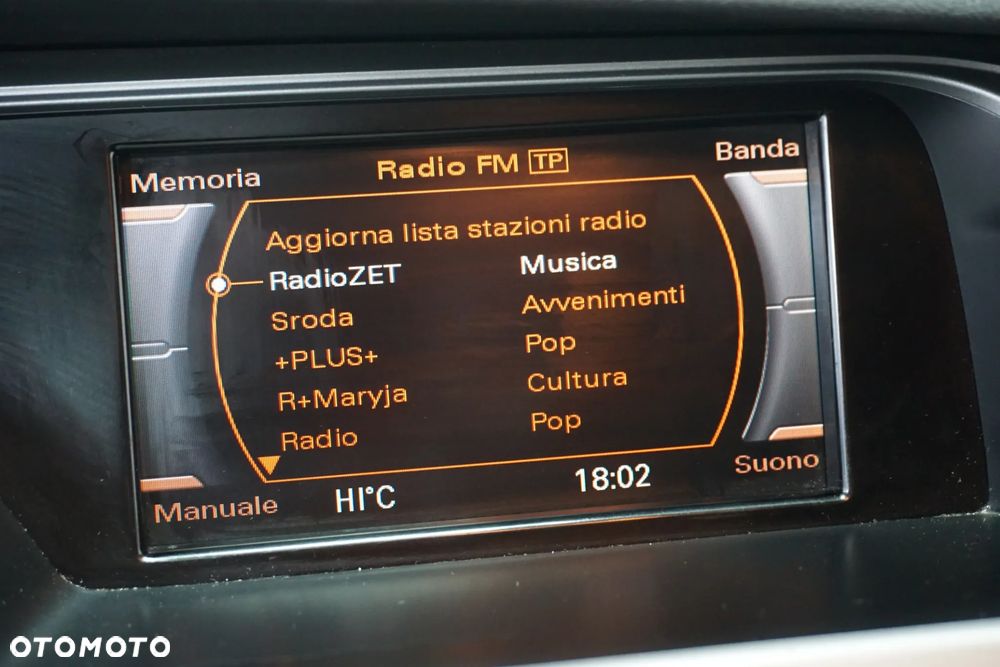 Memoria
Radio FM TP
Banda
Aggiorna lista stazioni radio
RadioZET Musica
Sroda Avvenimenti
+PLUS+ Pop
R+Maryja Cultura
Radio Pop
Manuale
HI°C
18:02
Suono
OTOMOTO